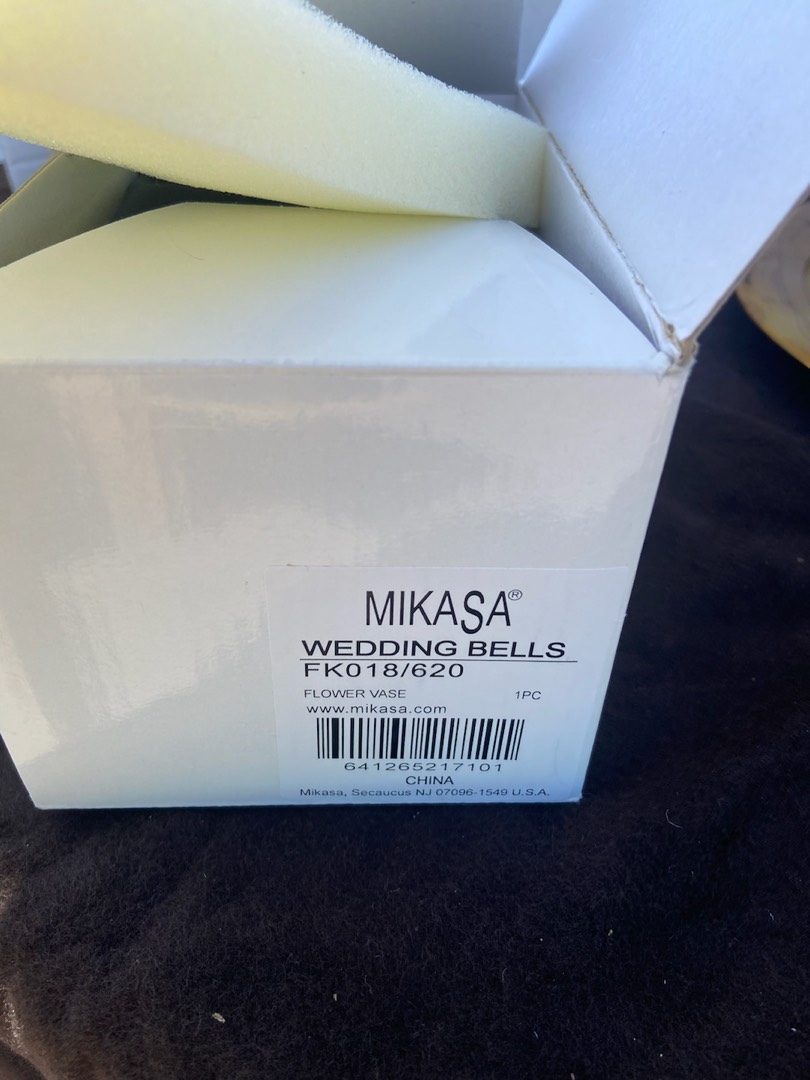 MIKASA®
WEDDING BELLS
FK018/620
FLOWER VASE 1PC
www.mikasa.com
641265217101
CHINA
Mikasa, Secaucus NJ 07096-1549 U.S.A.